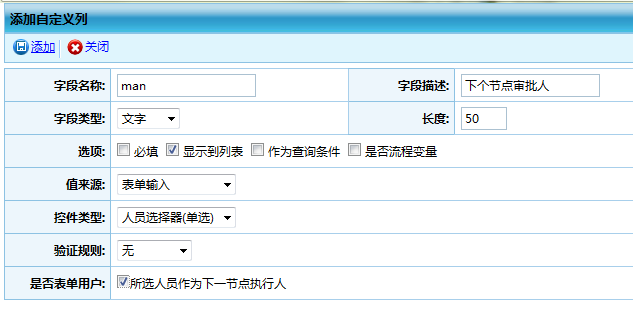 添加自定义列
添加 关闭
字段名称: man 字段描述: 下个节点审批人
字段类型: 文字 长度: 50
选项: 必填 显示到列表 作为查询条件 是否流程变量
值来源: 表单输入
控件类型: 人员选择器(单选)
验证规则: 无
是否表单用户: 所选人员作为下一节点执行人